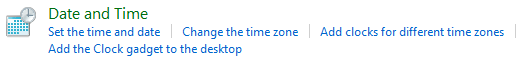 Date and Time
Set the time and date | Change the time zone | Add clocks for different time zones
Add the Clock gadget to the desktop